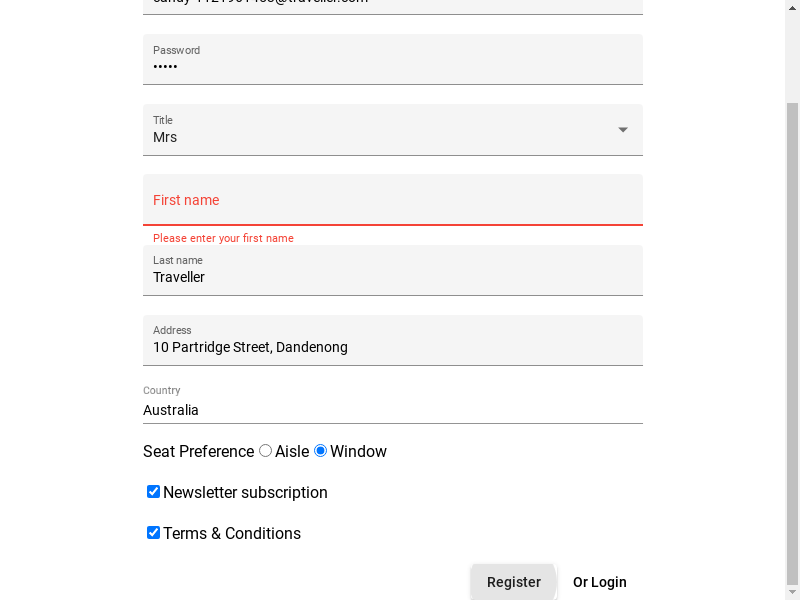 Password
•••••
Title
Mrs
First name
Please enter your first name
Last name
Traveller
Address
10 Partridge Street, Dandenong
Country
Australia
Seat Preference Aisle Window
Newsletter subscription
Terms & Conditions
Register Or Login